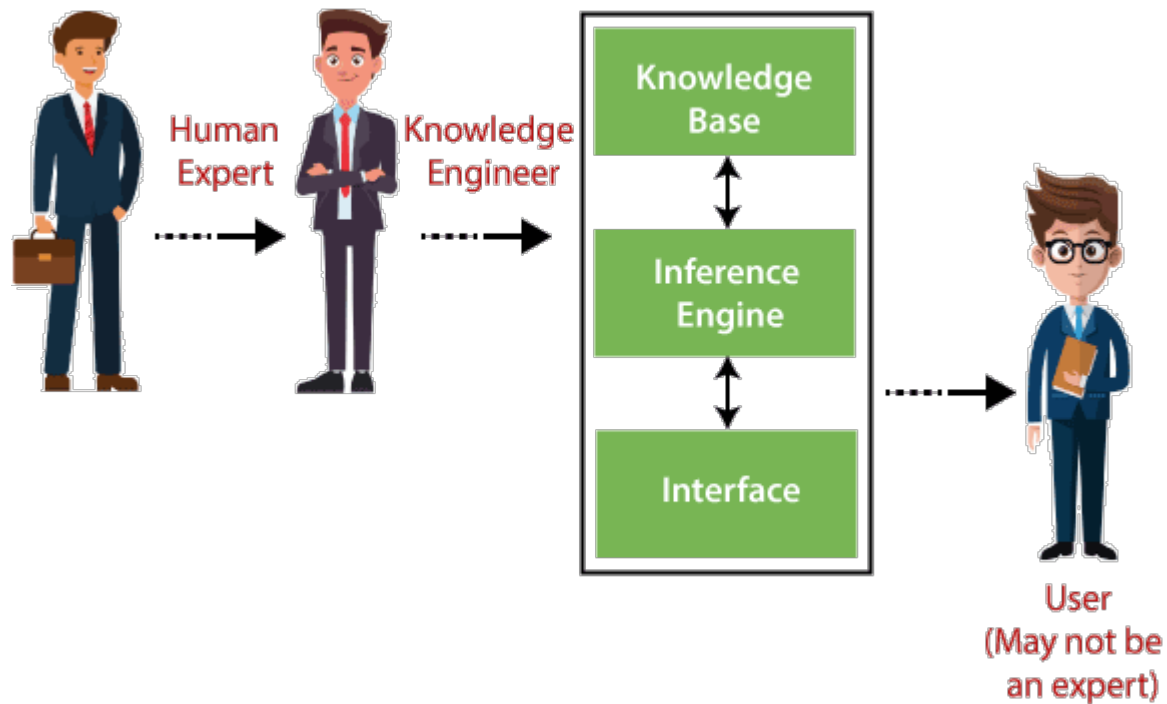 Human
Expert
Knowledge
Engineer
Knowledge
Base
Inference
Engine
Interface
User
(May not be
an expert)